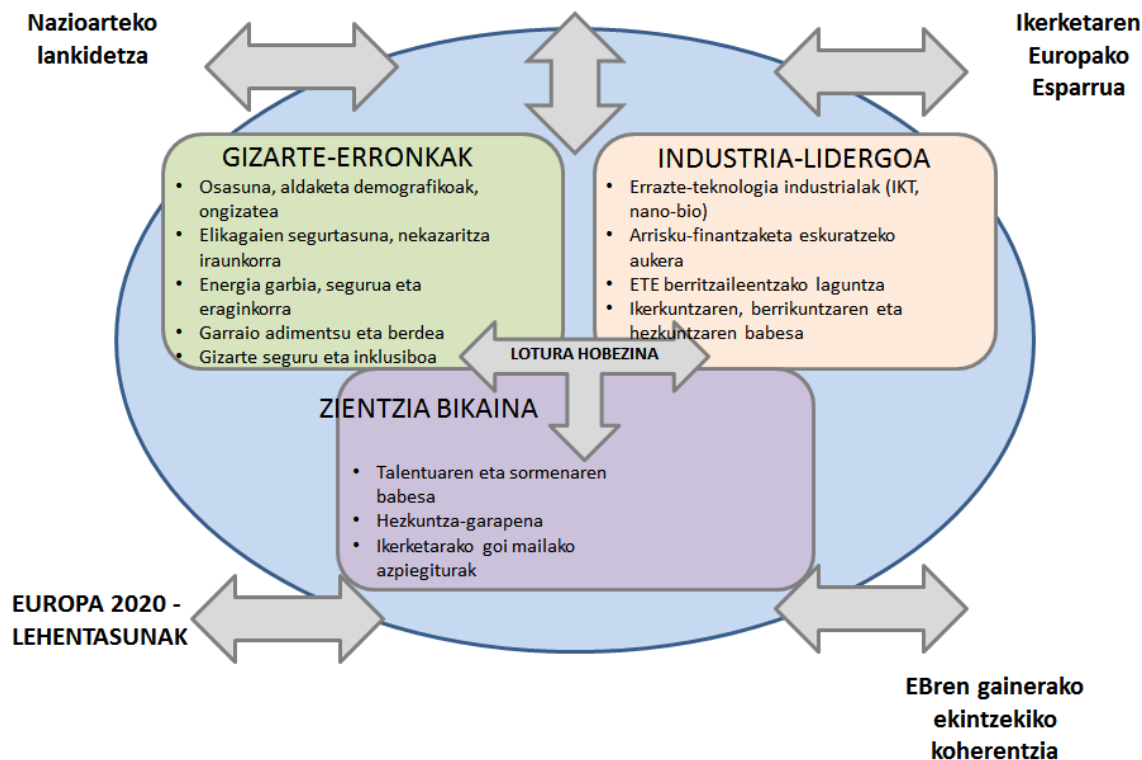 Nazioarteko
lankidetza
Ikerketaren
Europako
Esparrua
GIZARTE-ERRONKAK
• Osasuna, aldaketa demografikoak,
ongizatea
• Elikagaien segurtasuna, nekazaritza
iraunkorra
• Energia garbia, segurua eta
eraginkorra
• Garraio adimentsu eta berdea
• Gizarte seguru eta inklusiboa
INDUSTRIA-LIDERGOA
• Errazte-teknologia industrialak (IKT,
nano-bio)
• Arrisku-finantzaketa eskuratzeko
aukera
• ETE berritzaileentzako laguntza
• Ikerkuntzaren, berrikuntzaren eta
hezkuntzaren babesa
LOTURA HOBEZINA
ZIENTZIA BIKAINA
• Talentuaren eta sormenaren
babesa
• Hezkuntza-garapena
• Ikerketarako goi mailako
azpiegiturak
EUROPA 2020 -
LEHENTASUNAK
EBren gainerako
ekintzekiko
koherentzia